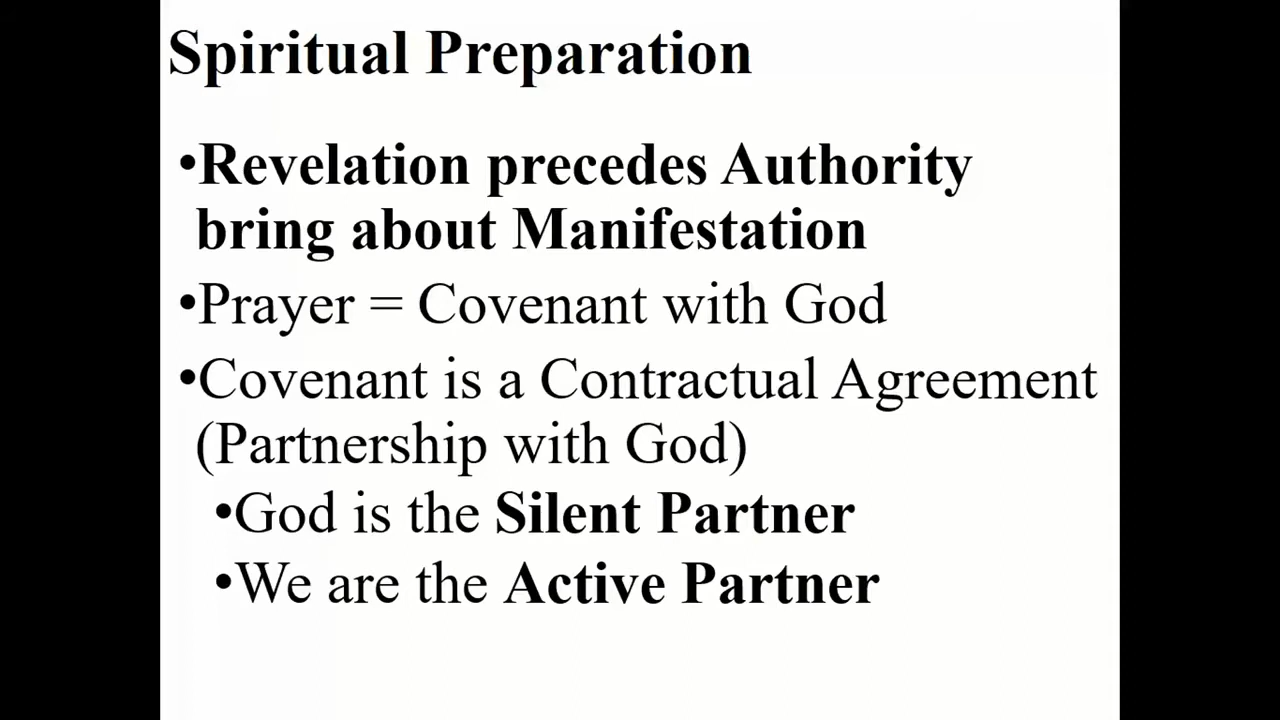 Spiritual Preparation
•Revelation precedes Authority
bring about Manifestation
•Prayer = Covenant with God
•Covenant is a Contractual Agreement
(Partnership with God)
•God is the Silent Partner
•We are the Active Partner